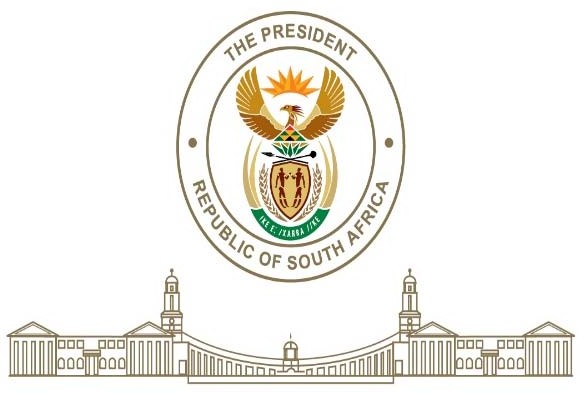 THE PRESIDENT
REPUBLIC OF SOUTH AFRICA
!KE E: /XARRA //KE